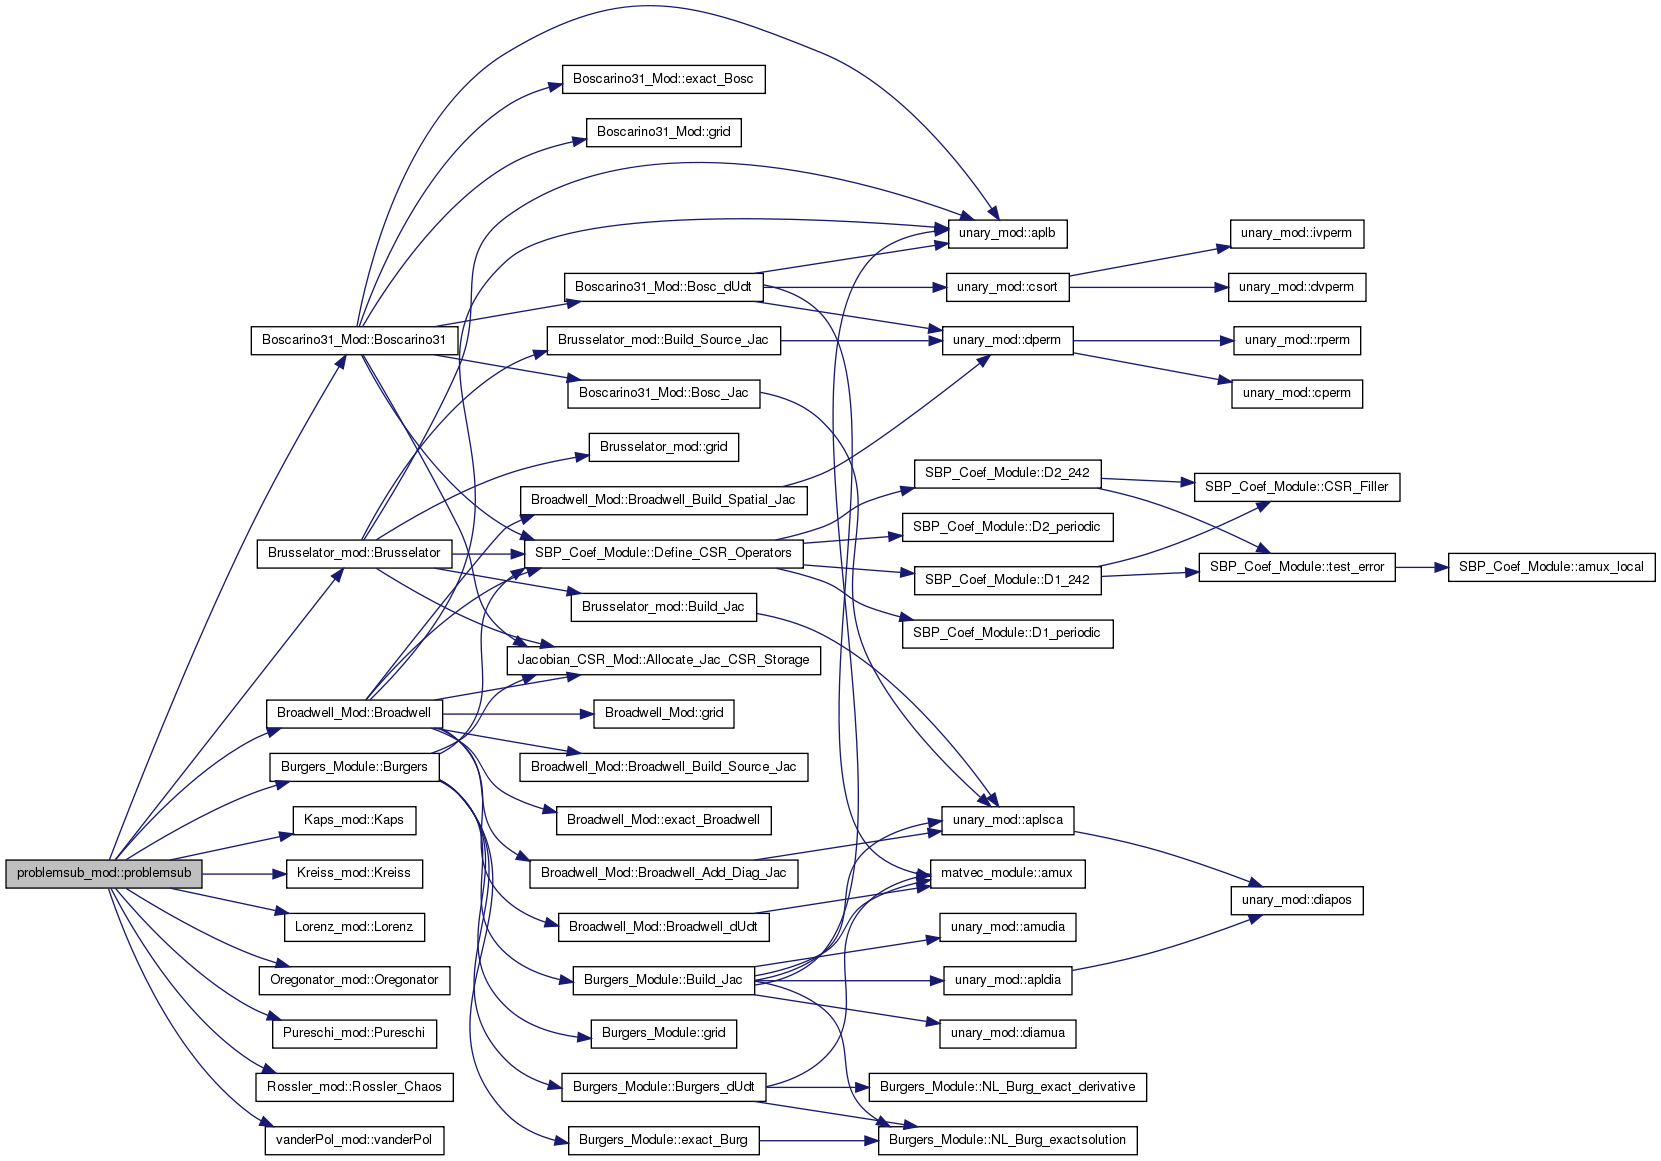 Boscarino31_Mod::exact_Bosc
Boscarino31_Mod::grid
unary_mod::aplb
unary_mod::ivperm
Boscarino31_Mod::Bosc_dUdt
unary_mod::csort
unary_mod::dvperm
Boscarino31_Mod::Boscarino31
Brusselator_mod::Build_Source_Jac
unary_mod::dperm
unary_mod::rperm
Boscarino31_Mod::Bosc_Jac
unary_mod::cperm
Brusselator_mod::grid
SBP_Coef_Module::D2_242
SBP_Coef_Module::CSR_Filler
Broadwell_Mod::Broadwell_Build_Spatial_Jac
SBP_Coef_Module::D2_periodic
Brusselator_mod::Brusselator
SBP_Coef_Module::Define_CSR_Operators
SBP_Coef_Module::test_error
SBP_Coef_Module::amux_local
SBP_Coef_Module::D1_242
Brusselator_mod::Build_Jac
SBP_Coef_Module::D1_periodic
Jacobian_CSR_Mod::Allocate_Jac_CSR_Storage
Broadwell_Mod::Broadwell
Broadwell_Mod::grid
Burgers_Module::Burgers
Broadwell_Mod::Broadwell_Build_Source_Jac
Kaps_mod::Kaps
Broadwell_Mod::exact_Broadwell
unary_mod::aplsca
problemsub_mod::problemsub
Kreiss_mod::Kreiss
Broadwell_Mod::Broadwell_Add_Diag_Jac
matvec_module::amux
unary_mod::diapos
Lorenz_mod::Lorenz
Broadwell_Mod::Broadwell_dUdt
unary_mod::amudia
Oregonator_mod::Oregonator
Burgers_Module::Build_Jac
unary_mod::apldia
Pureschi_mod::Pureschi
Burgers_Module::grid
unary_mod::diamua
Rossler_mod::Rossler_Chaos
Burgers_Module::Burgers_dUdt
Burgers_Module::NL_Burg_exact_derivative
vanderPol_mod::vanderPol
Burgers_Module::exact_Burg
Burgers_Module::NL_Burg_exactsolution